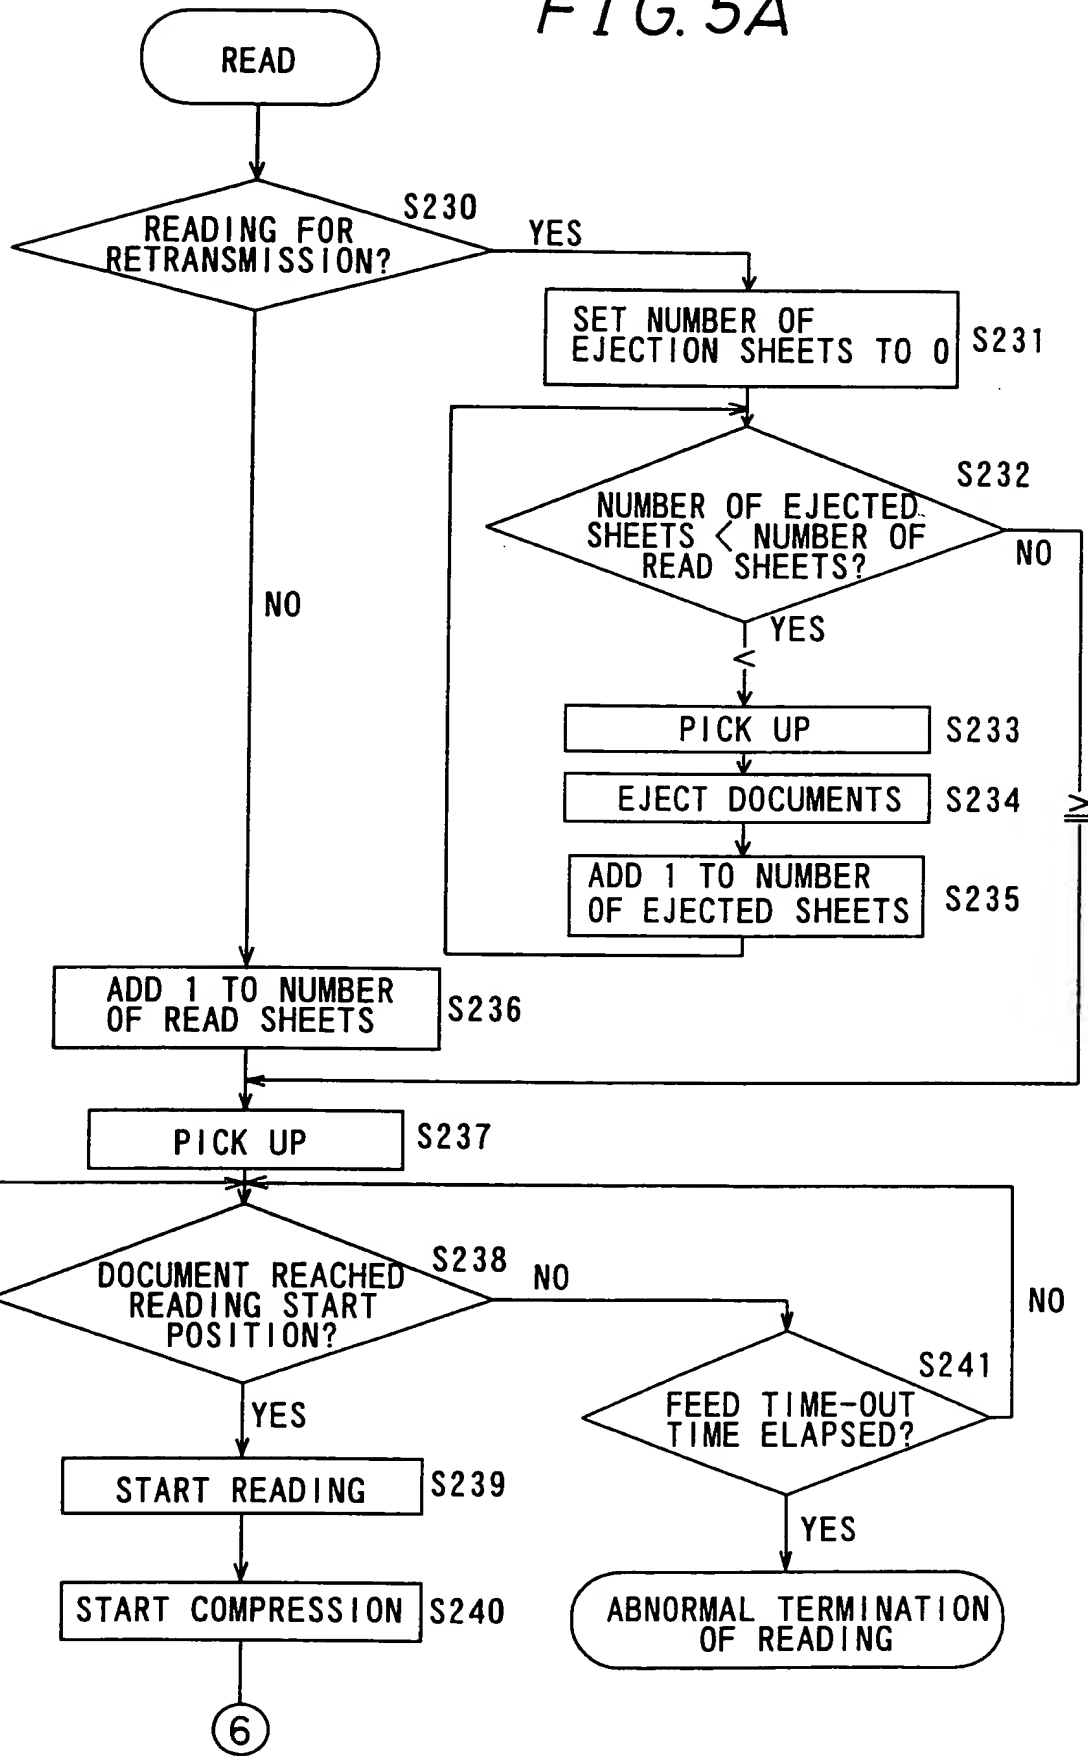 FIG. 5A
READ
S230
READING FOR
RETRANSMISSION?
YES
SET NUMBER OF
EJECTION SHEETS TO 0
S231
S232
NUMBER OF EJECTED
SHEETS < NUMBER OF
READ SHEETS?
NO
NO
YES
<
PICK UP
S233
EJECT DOCUMENTS
S234
≧
ADD 1 TO NUMBER
OF EJECTED SHEETS
S235
ADD 1 TO NUMBER
OF READ SHEETS
S236
PICK UP
S237
S238
DOCUMENT REACHED
READING START
POSITION?
NO
NO
S241
FEED TIME-OUT
TIME ELAPSED?
YES
START READING
S239
YES
START COMPRESSION
S240
ABNORMAL TERMINATION
OF READING
6